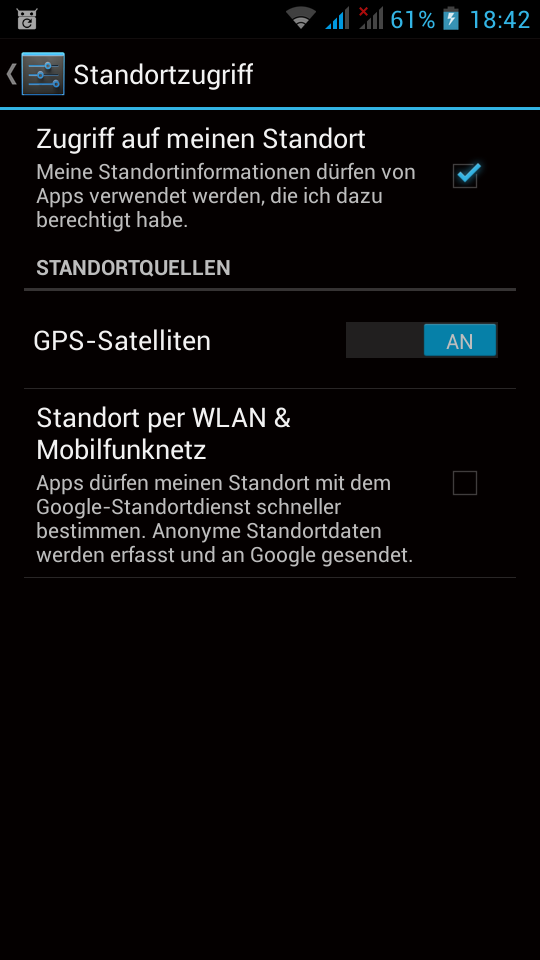 61% 18:42
Standortzugriff
Zugriff auf meinen Standort
Meine Standortinformationen dürfen von
Apps verwendet werden, die ich dazu
berechtigt habe.
STANDORTQUELLEN
GPS-Satelliten AN
Standort per WLAN &
Mobilfunknetz
Apps dürfen meinen Standort mit dem
Google-Standortdienst schneller
bestimmen. Anonyme Standortdaten
werden erfasst und an Google gesendet.